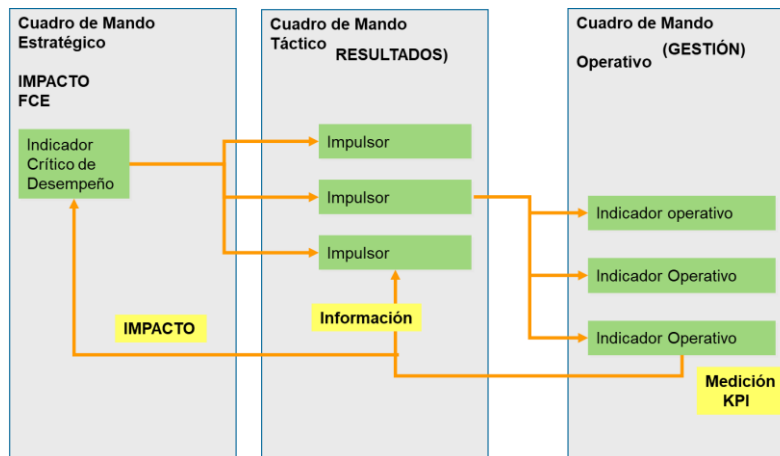 Cuadro de Mando
Estratégico
IMPACTO
FCE
Indicador
Crítico de
Desempeño
IMPACTO
Cuadro de Mando
Táctico
RESULTADOS)
Impulsor
Impulsor
Impulsor
Información
Cuadro de Mando
(GESTIÓN)
Operativo
Indicador operativo
Indicador Operativo
Indicador Operativo
Medición
KPI